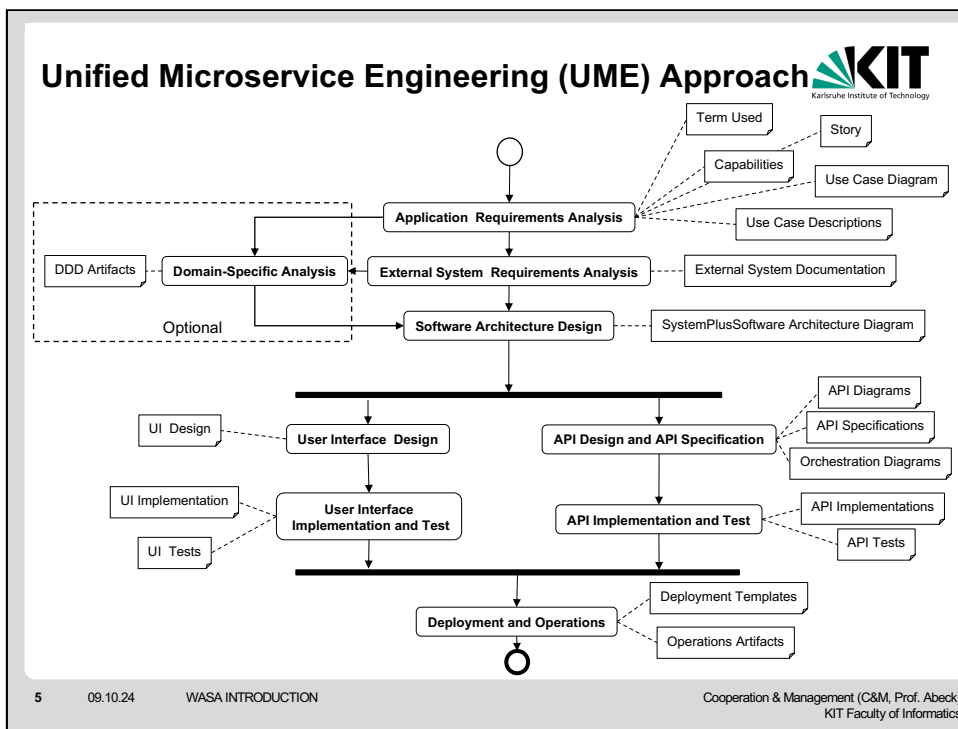 Unified Microservice Engineering (UME) Approach
KIT
Karlsruhe Institute of Technology
Term Used
Story
Capabilities
Use Case Diagram
Application Requirements Analysis
Use Case Descriptions
DDD Artifacts
Domain-Specific Analysis
External System Requirements Analysis
External System Documentation
Optional
Software Architecture Design
SystemPlusSoftware Architecture Diagram
API Diagrams
UI Design
User Interface Design
API Design and API Specification
API Specifications
Orchestration Diagrams
UI Implementation
User Interface
Implementation and Test
API Implementation and Test
API Implementations
UI Tests
API Tests
Deployment Templates
Deployment and Operations
Operations Artifacts
5 09.10.24 WASA INTRODUCTION
Cooperation & Management (C&M, Prof. Abeck)
KIT Faculty of Informatics